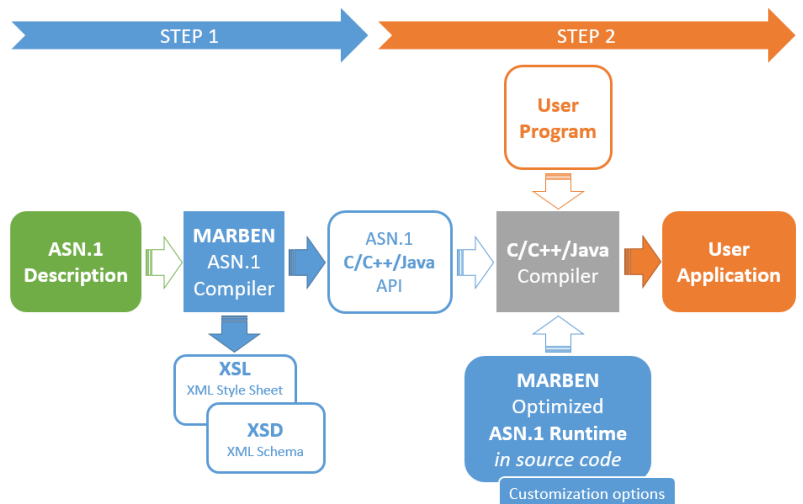 STEP 1
STEP 2
User
Program
ASN.1
Description
MARBEN
ASN.1
Compiler
ASN.1
C/C++/Java
API
C/C++/Java
Compiler
User
Application
XSL
XML Style Sheet
XSD
XML Schema
MARBEN
Optimized
ASN.1 Runtime
in source code
Customization options